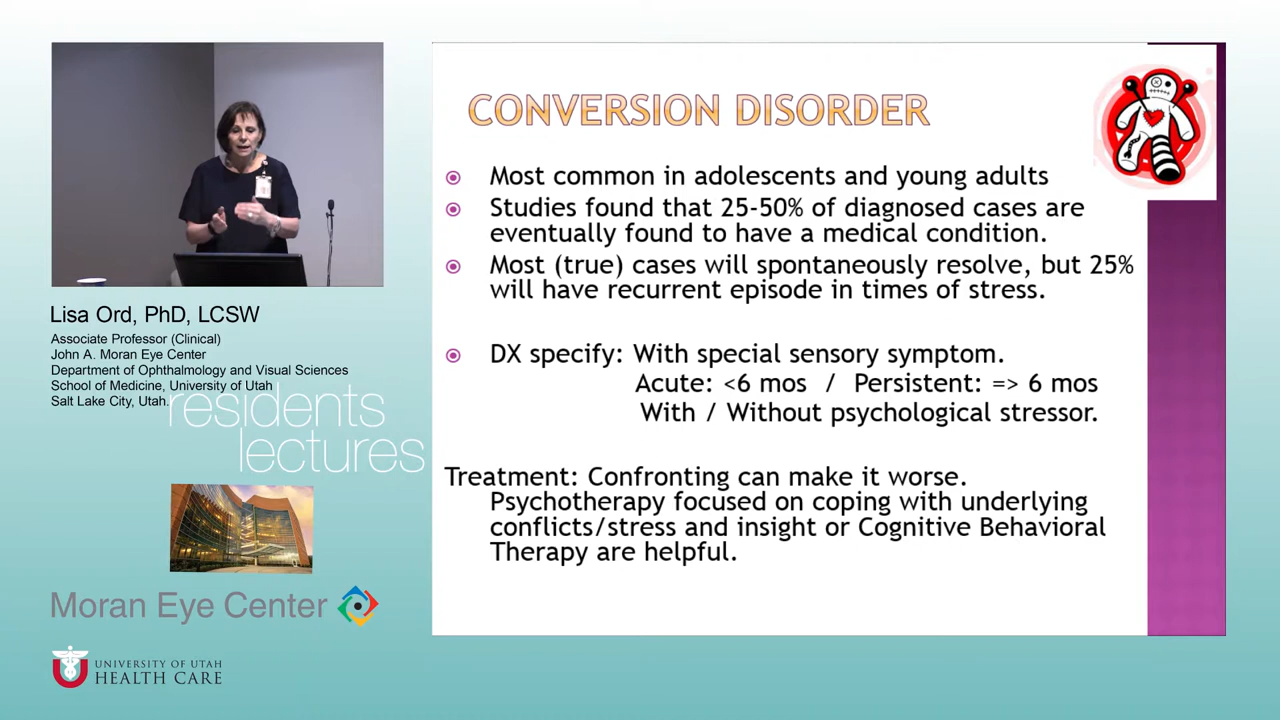 CONVERSION DISORDER
Most common in adolescents and young adults
Studies found that 25-50% of diagnosed cases are
eventually found to have a medical condition.
Most (true) cases will spontaneously resolve, but 25%
will have recurrent episode in times of stress.
DX specify: With special sensory symptom.
Acute: <6 mos / Persistent: => 6 mos
With / Without psychological stressor.
Treatment: Confronting can make it worse.
Psychotherapy focused on coping with underlying
conflicts/stress and insight or Cognitive Behavioral
Therapy are helpful.
Lisa Ord, PhD, LCSW
Associate Professor (Clinical)
John A. Moran Eye Center
Department of Ophthalmology and Visual Sciences
School of Medicine, University of Utah
Salt Lake City, Utah.
residents
lectures
Moran Eye Center
UNIVERSITY OF UTAH
HEALTH CARE